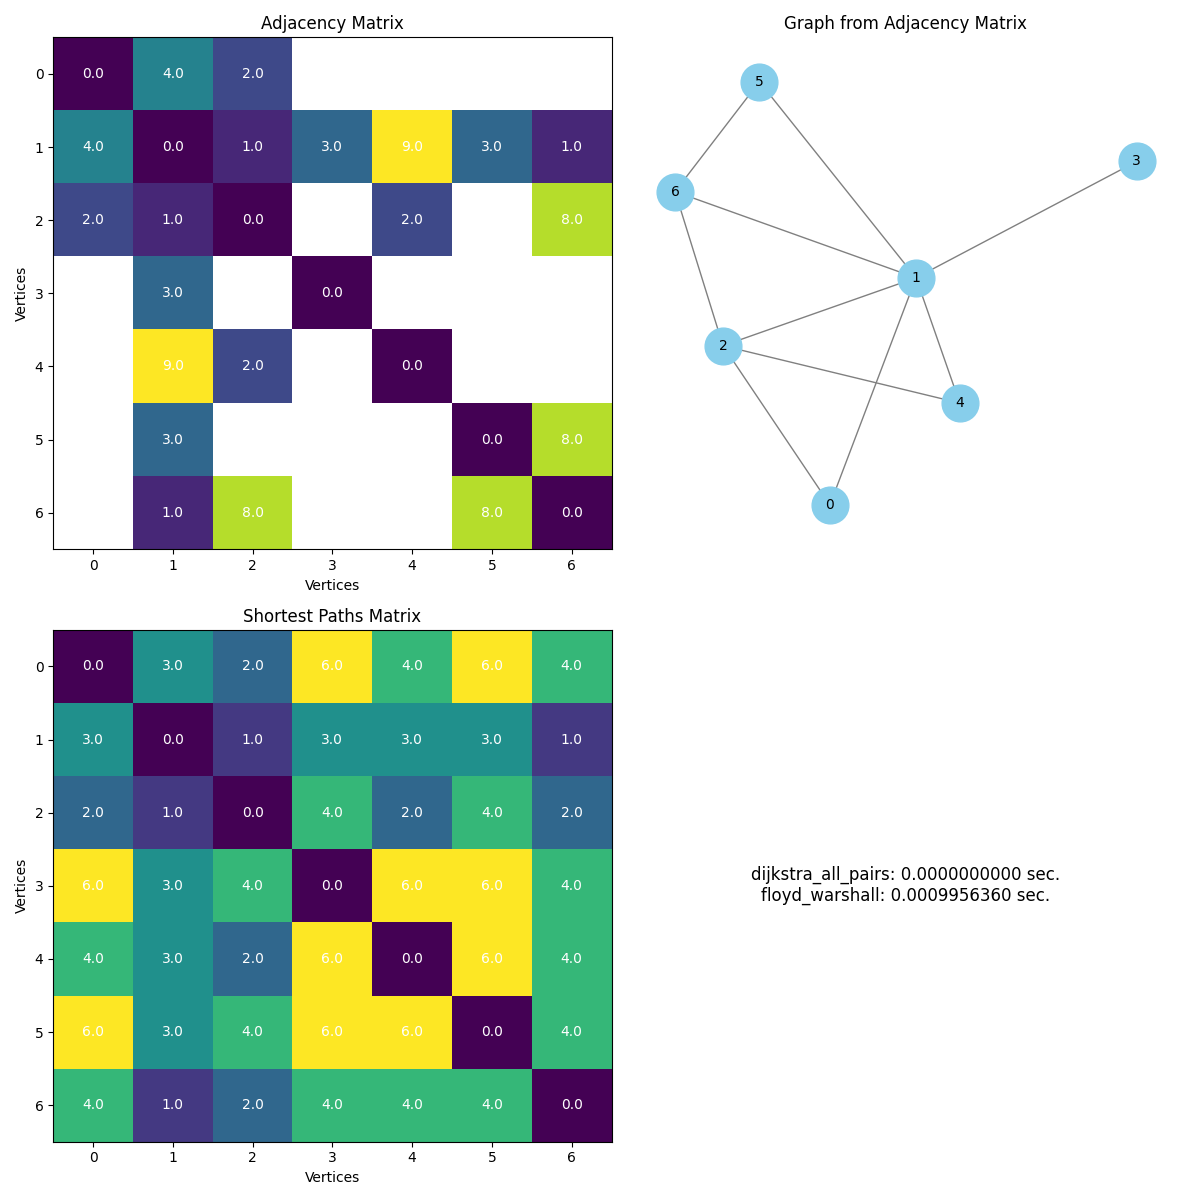 Adjacency Matrix
0 0.0 4.0 2.0
1 4.0 0.0 1.0 3.0 9.0 3.0 1.0
2 2.0 1.0 0.0 2.0 8.0
3 3.0 0.0
4 9.0 2.0 0.0
5 3.0 0.0 8.0
6 1.0 8.0 8.0 0.0
Vertices
0 1 2 3 4 5 6
Vertices
Graph from Adjacency Matrix
5
3
6
1
2
4
0
Shortest Paths Matrix
0 0.0 3.0 2.0 6.0 4.0 6.0 4.0
1 3.0 0.0 1.0 3.0 3.0 3.0 1.0
2 2.0 1.0 0.0 4.0 2.0 4.0 2.0
3 6.0 3.0 4.0 0.0 6.0 6.0 4.0
4 4.0 3.0 2.0 6.0 0.0 6.0 4.0
5 6.0 3.0 4.0 6.0 6.0 0.0 4.0
6 4.0 1.0 2.0 4.0 4.0 4.0 0.0
Vertices
0 1 2 3 4 5 6
Vertices
dijkstra_all_pairs: 0.0000000000 sec.
floyd_warshall: 0.0009956360 sec.